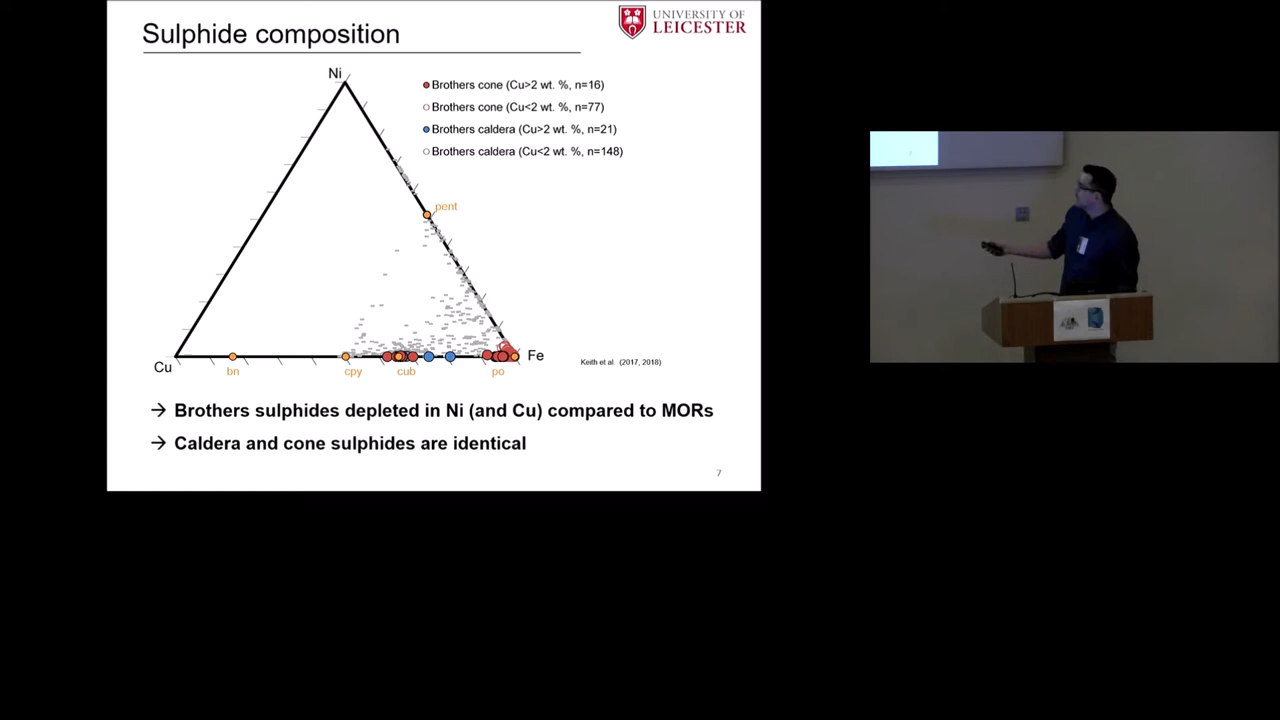 Sulphide composition
UNIVERSITY OF
LEICESTER
Ni
Brothers cone (Cu>2 wt. %, n=16)
Brothers cone (Cu<2 wt. %, n=77)
Brothers caldera (Cu>2 wt. %, n=21)
Brothers caldera (Cu<2 wt. %, n=148)
pent
Cu
Fe
bn
cpy
cub
po
Keith et al. (2017, 2018)
→ Brothers sulphides depleted in Ni (and Cu) compared to MORs
→ Caldera and cone sulphides are identical
7